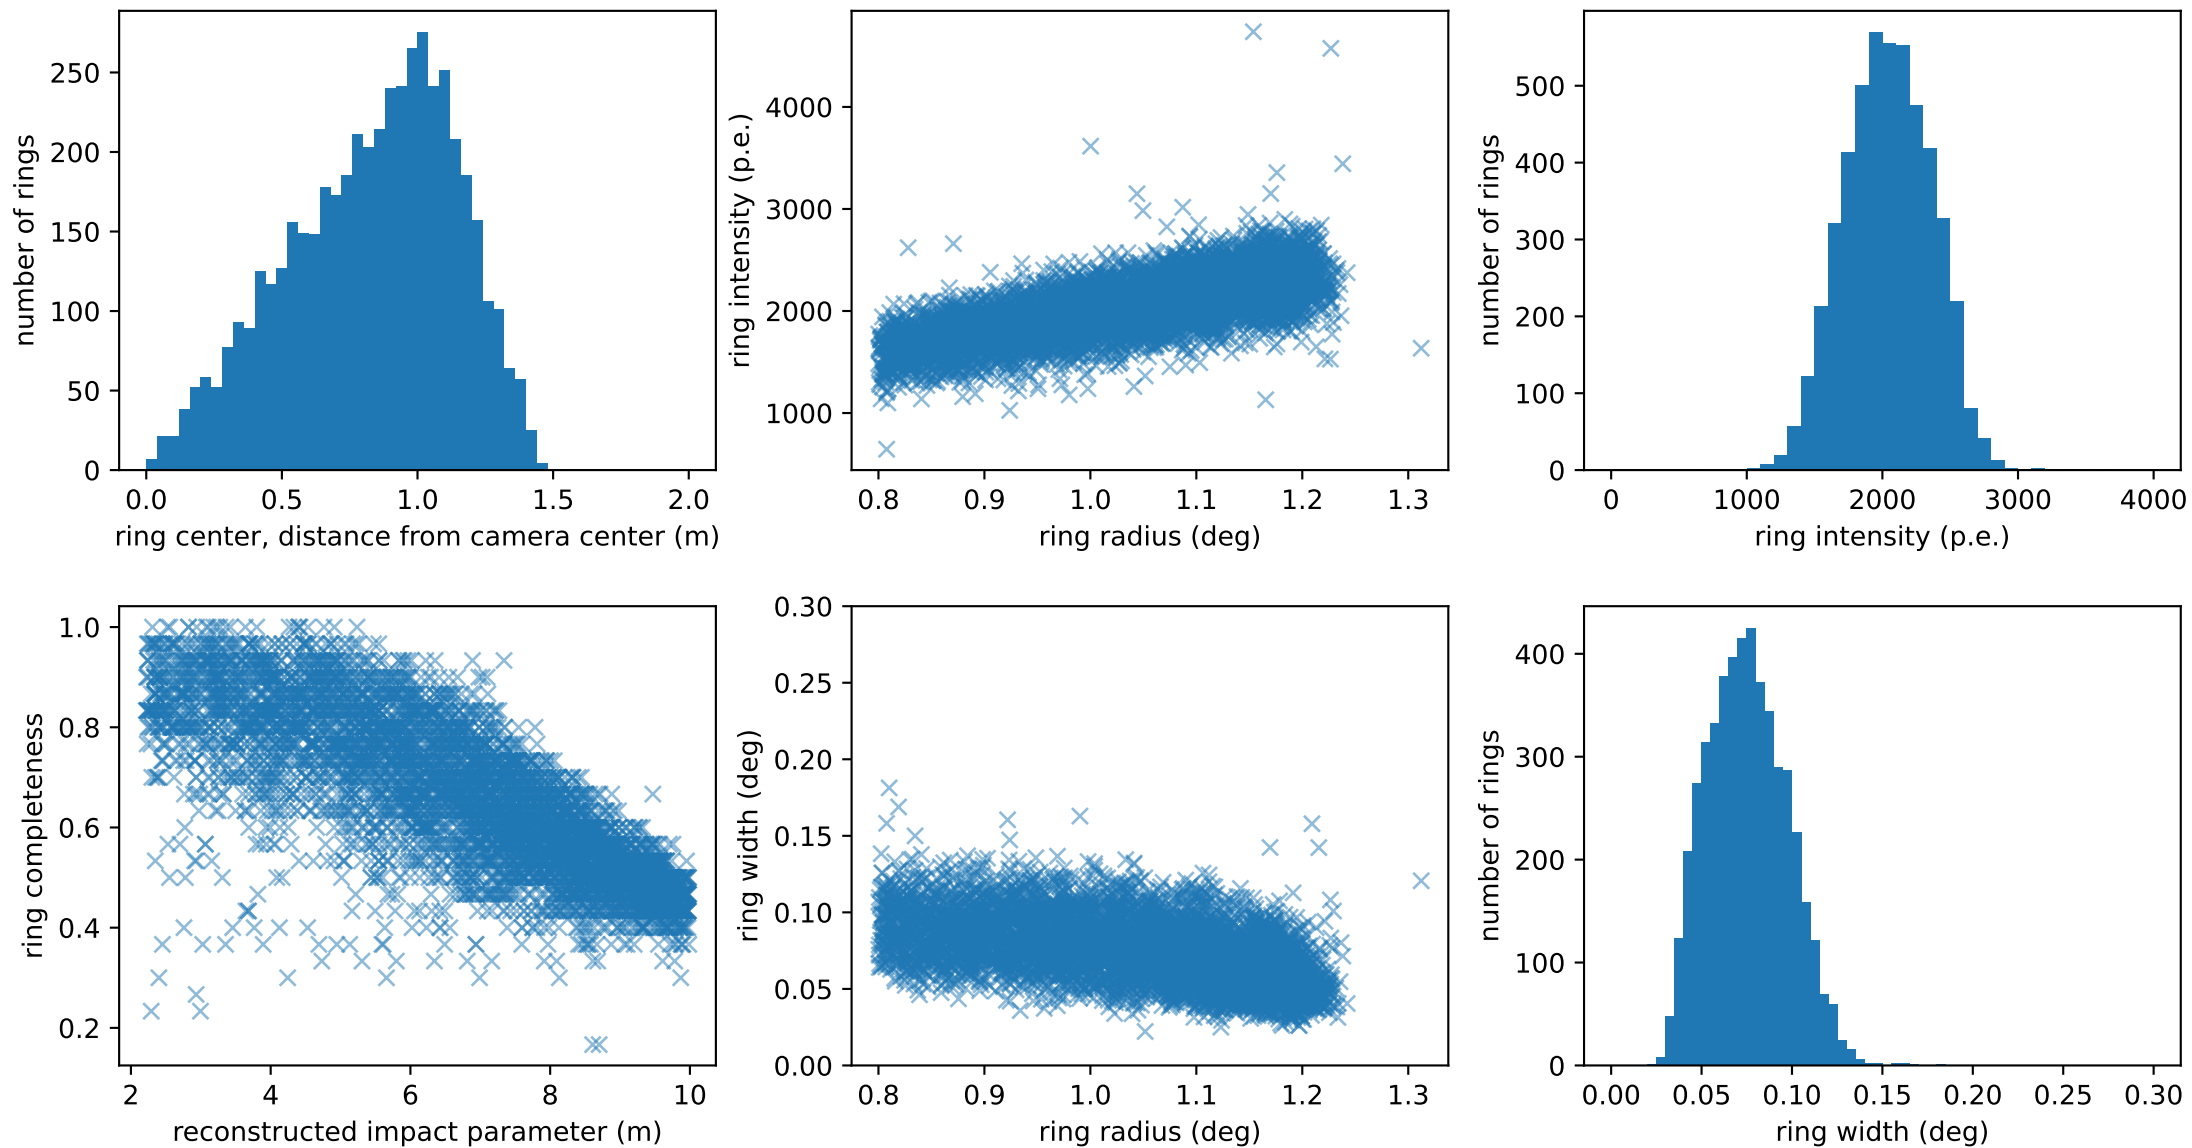 250
200
150
100
50
0
0.0 0.5 1.0 1.5 2.0
number of rings
ring center, distance from camera center (m)
4000
3000
2000
1000
0.8 0.9 1.0 1.1 1.2 1.3
ring intensity (p.e.)
ring radius (deg)
500
400
300
200
100
0
0 1000 2000 3000 4000
number of rings
ring intensity (p.e.)
1.0
0.8
0.6
0.4
0.2
2 4 6 8 10
ring completeness
reconstructed impact parameter (m)
0.30
0.25
0.20
0.15
0.10
0.05
0.00
0.8 0.9 1.0 1.1 1.2 1.3
ring width (deg)
ring radius (deg)
400
300
200
100
0
0.00 0.05 0.10 0.15 0.20 0.25 0.30
number of rings
ring width (deg)